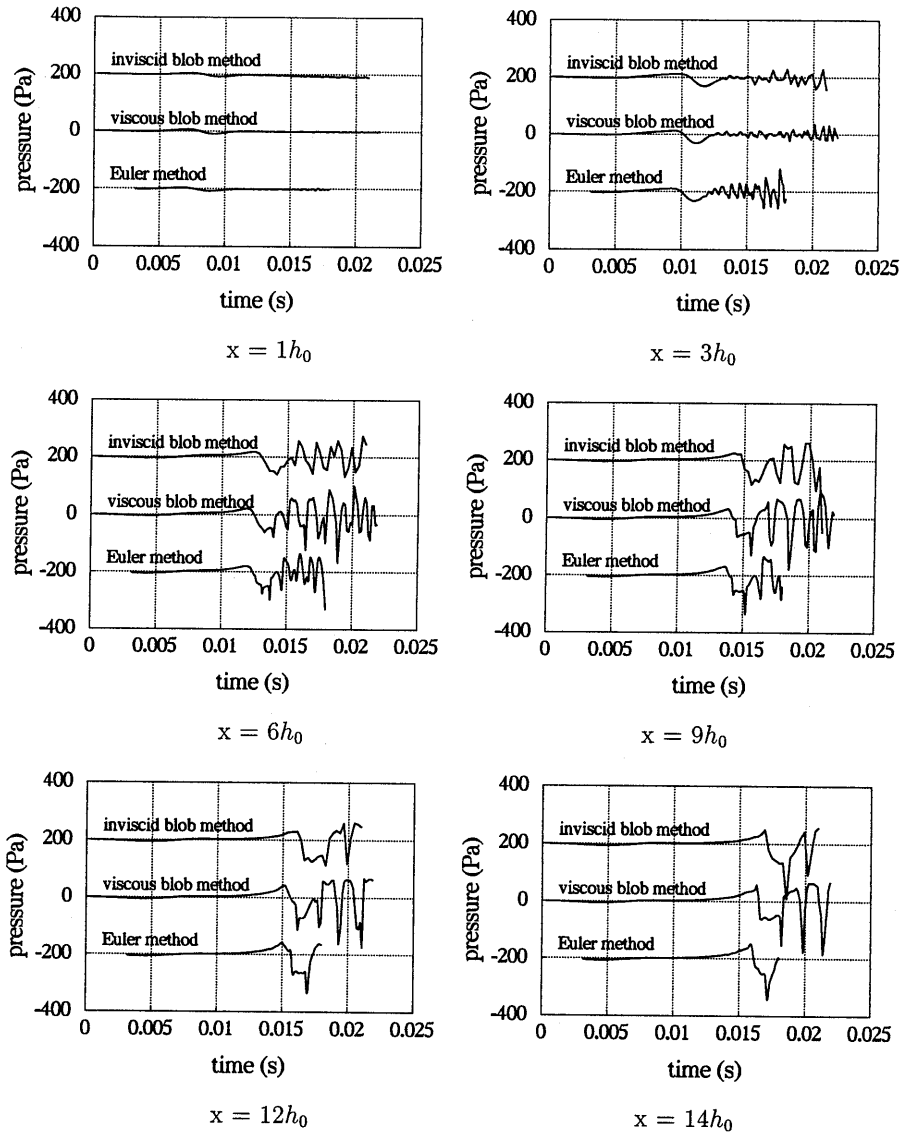 400
200
0
-200
-400
pressure (Pa)
inviscid blob method
viscous blob method
Euler method
0 0.005 0.01 0.015 0.02 0.025
time (s)
x = 1h₀
400
200
0
-200
-400
pressure (Pa)
inviscid blob method
viscous blob method
Euler method
0 0.005 0.01 0.015 0.02 0.025
time (s)
x = 3h₀
400
200
0
-200
-400
pressure (Pa)
inviscid blob method
viscous blob method
Euler method
0 0.005 0.01 0.015 0.02 0.025
time (s)
x = 6h₀
400
200
0
-200
-400
pressure (Pa)
inviscid blob method
viscous blob method
Euler method
0 0.005 0.01 0.015 0.02 0.025
time (s)
x = 9h₀
400
200
0
-200
-400
pressure (Pa)
inviscid blob method
viscous blob method
Euler method
0 0.005 0.01 0.015 0.02 0.025
time (s)
x = 12h₀
400
200
0
-200
-400
pressure (Pa)
inviscid blob method
viscous blob method
Euler method
0 0.005 0.01 0.015 0.02 0.025
time (s)
x = 14h₀